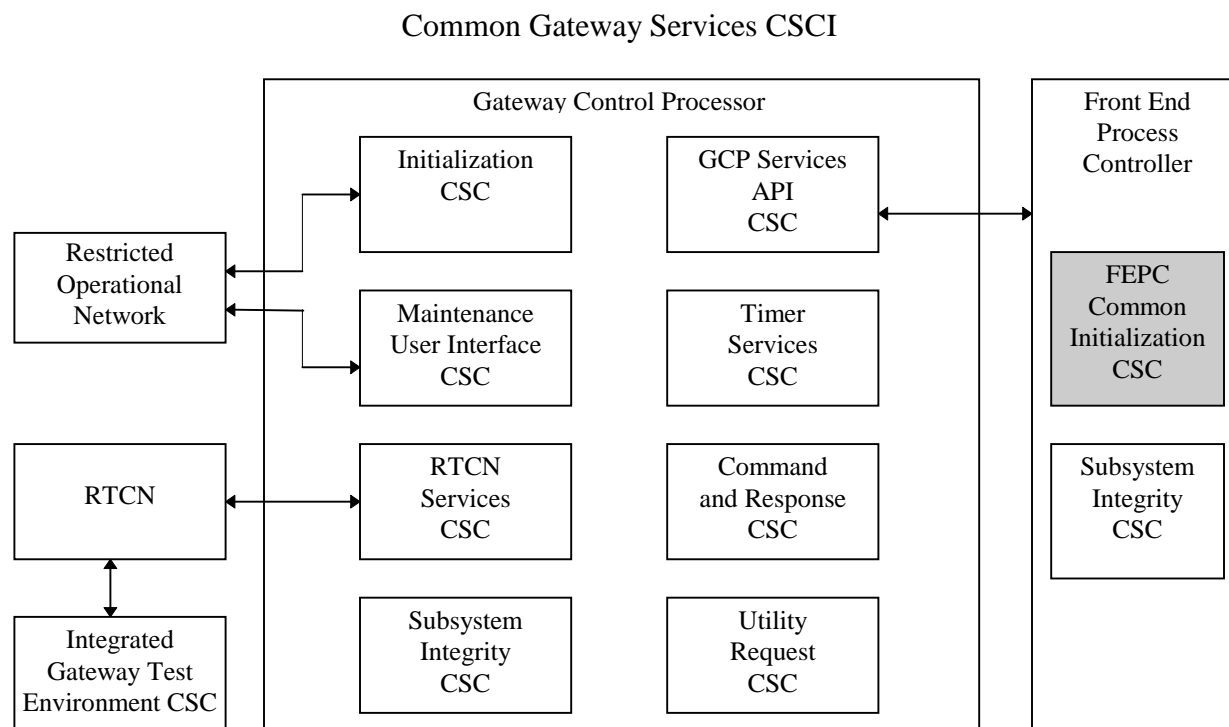 Common Gateway Services CSCI
Gateway Control Processor
Front End
Process
Controller
Initialization
CSC
GCP Services
API
CSC
Restricted
Operational
Network
FEPC
Common
Initialization
CSC
Maintenance
User Interface
CSC
Timer
Services
CSC
RTCN
RTCN
Services
CSC
Command
and Response
CSC
Subsystem
Integrity
CSC
Integrated
Gateway Test
Environment CSC
Subsystem
Integrity
CSC
Utility
Request
CSC